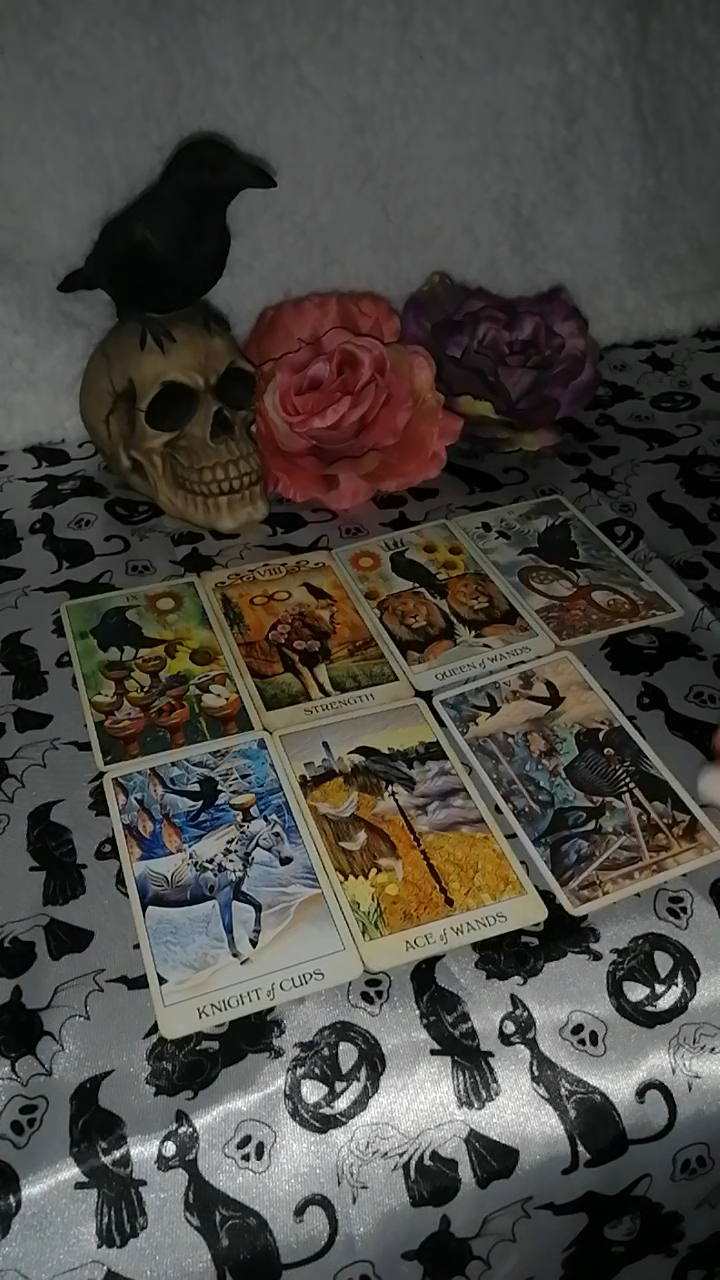 IX
VIII
STRENGTH
QUEEN of WANDS
KNIGHT of CUPS
ACE of WANDS